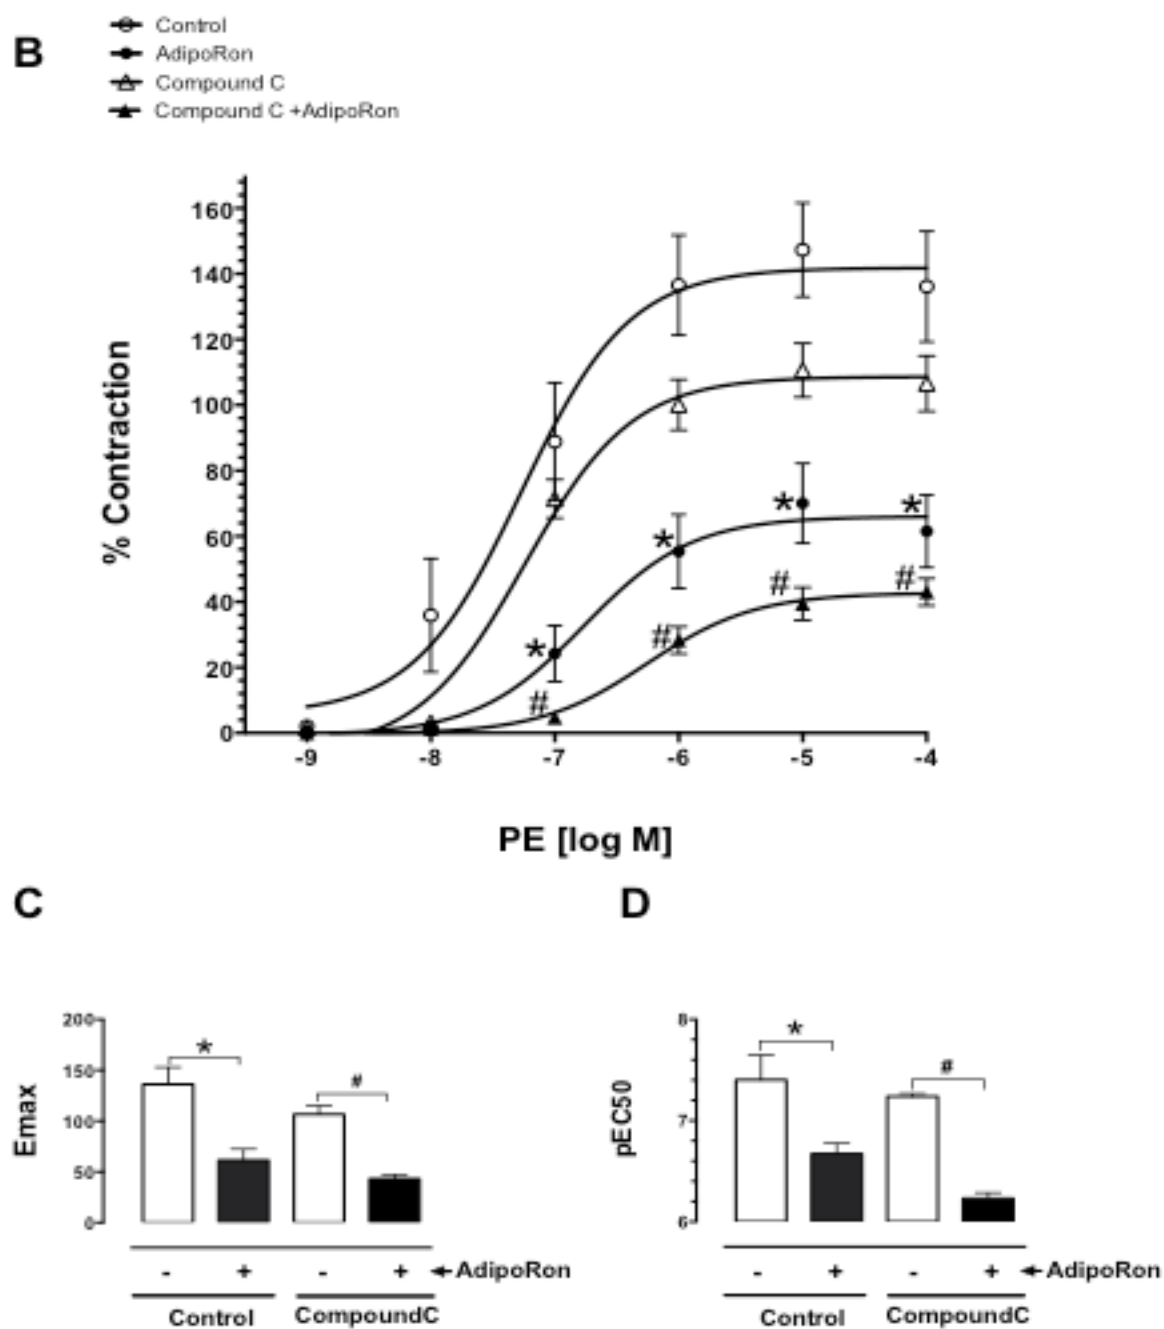 B
Control
AdipoRon
Compound C
Compound C +AdipoRon
% Contraction
160
140
120
100
80
60
40
20
0
*
*
*
*
#
#
#
#
-9 -8 -7 -6 -5 -4
PE [log M]
C
Emax
200
150
100
50
0
*
#
- + - + AdipoRon
Control CompoundC
D
pEC50
8
7
6
*
#
- + - + AdipoRon
Control CompoundC